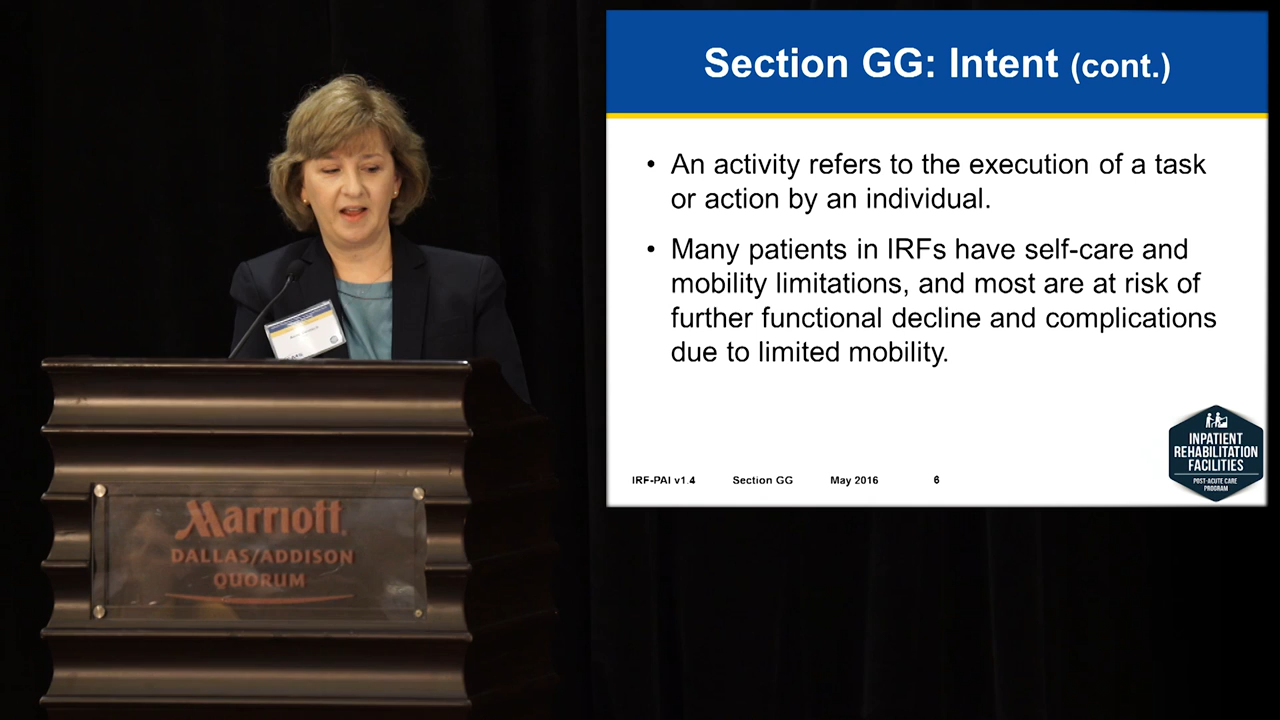 Section GG: Intent (cont.)
• An activity refers to the execution of a task
or action by an individual.
• Many patients in IRFs have self-care and
mobility limitations, and most are at risk of
further functional decline and complications
due to limited mobility.
INPATIENT
REHABILITATION
FACILITIES
POST-ACUTE CARE
PROGRAM
IRF-PAI v1.4 Section GG May 2016 6
Marriott
DALLAS/ADDISON
QUORUM